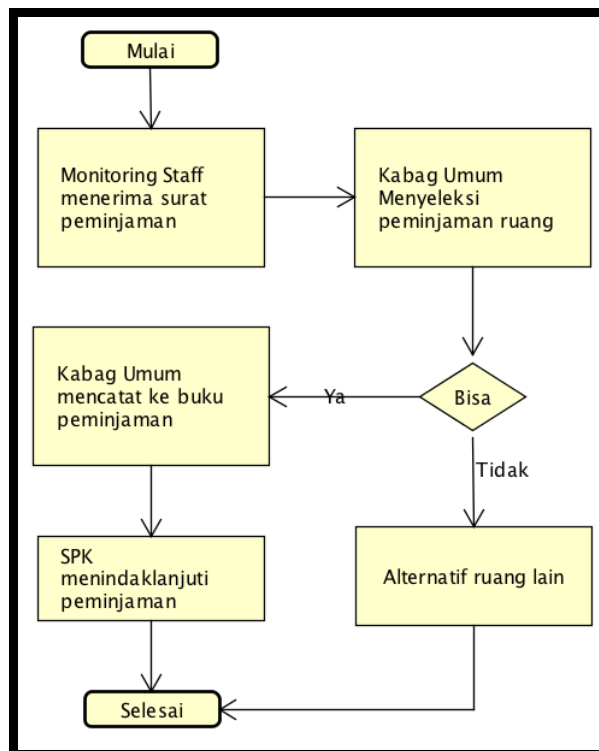 Mulai
Monitoring Staff
menerima surat
peminjaman
Kabag Umum
Menyeleksi
peminjaman ruang
Bisa
Ya
Kabag Umum
mencatat ke buku
peminjaman
Tidak
SPK
menindaklanjuti
peminjaman
Alternatif ruang lain
Selesai